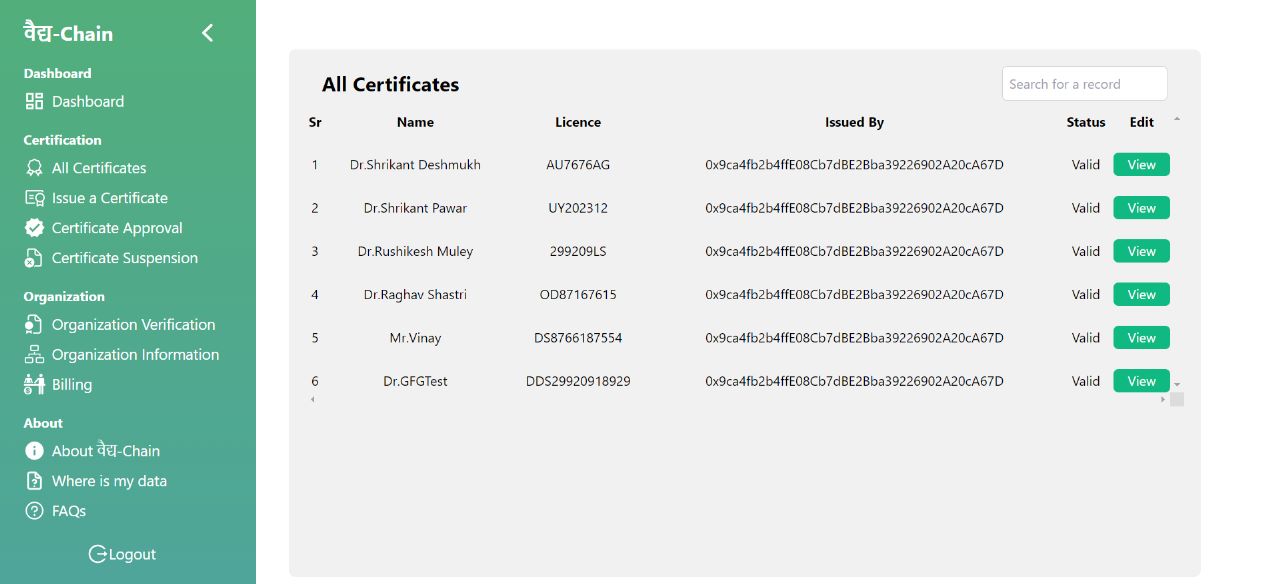 वैद्य-Chain
Dashboard
Dashboard
Certification
All Certificates
Issue a Certificate
Certificate Approval
Certificate Suspension
Organization
Organization Verification
Organization Information
Billing
About
About वैद्य-Chain
Where is my data
FAQs
Logout
All Certificates
Search for a record
Sr Name Licence Issued By Status Edit
1 Dr.Shrikant Deshmukh AU7676AG 0x9ca4fb2b4ffE08Cb7dBE2Bba39226902A20cA67D Valid View
2 Dr.Shrikant Pawar UY202312 0x9ca4fb2b4ffE08Cb7dBE2Bba39226902A20cA67D Valid View
3 Dr.Rushikesh Muley 299209LS 0x9ca4fb2b4ffE08Cb7dBE2Bba39226902A20cA67D Valid View
4 Dr.Raghav Shastri OD87167615 0x9ca4fb2b4ffE08Cb7dBE2Bba39226902A20cA67D Valid View
5 Mr.Vinay DS8766187554 0x9ca4fb2b4ffE08Cb7dBE2Bba39226902A20cA67D Valid View
6 Dr.GFGTest DDS29920918929 0x9ca4fb2b4ffE08Cb7dBE2Bba39226902A20cA67D Valid View